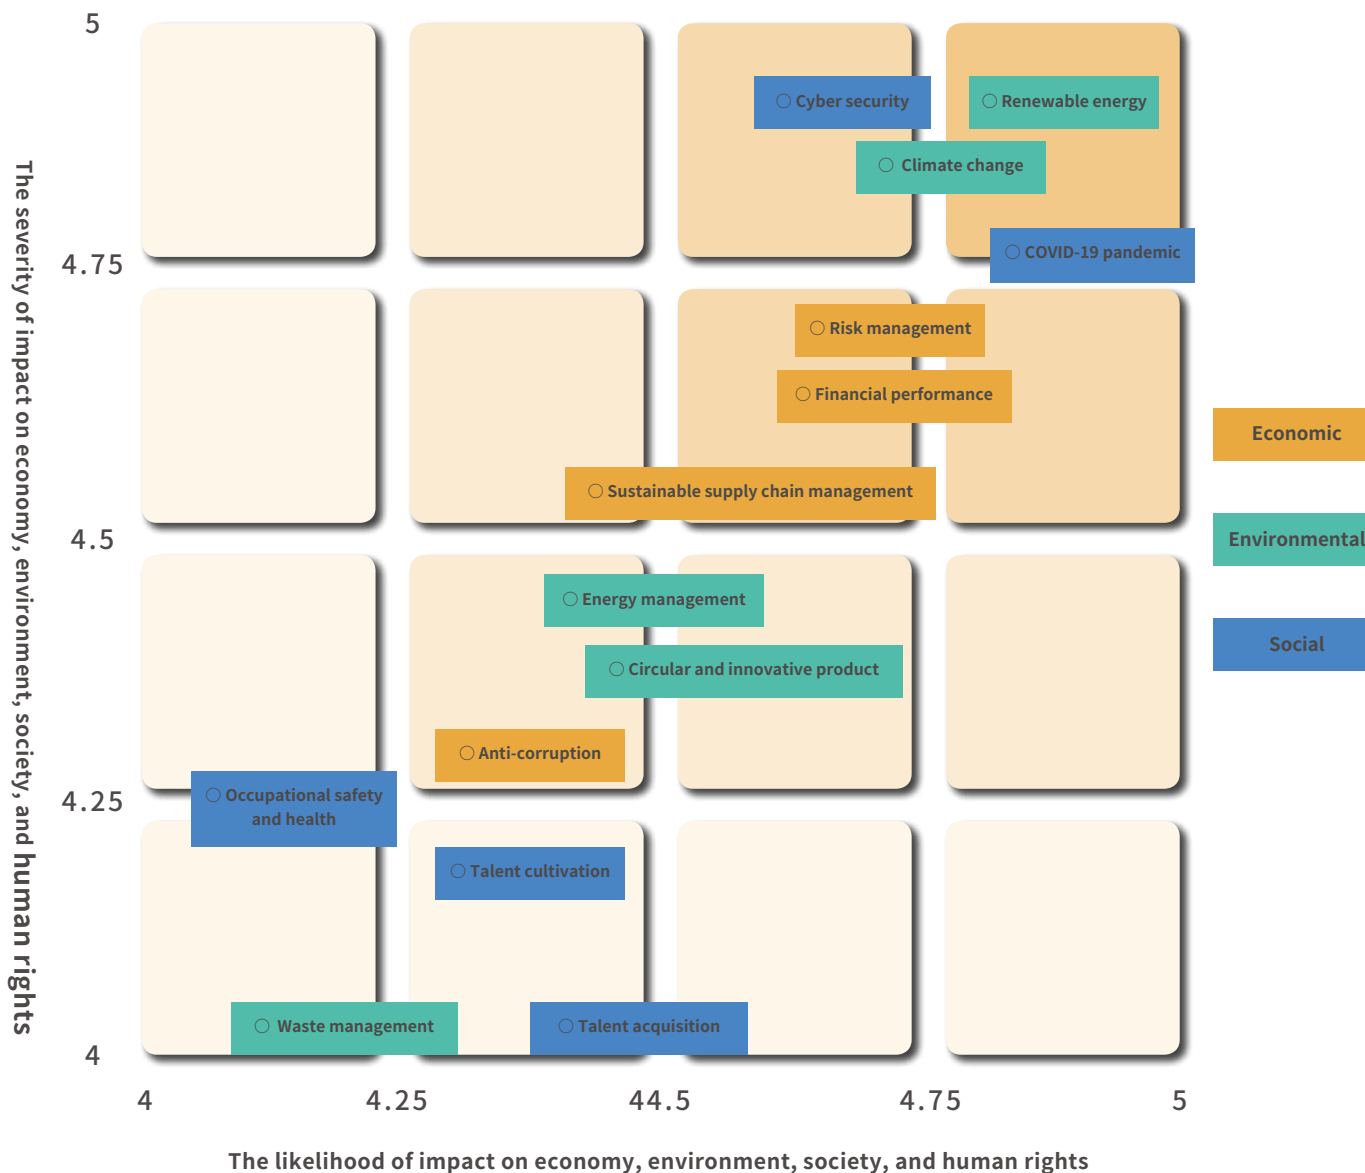 5
4.75
4.5
4.25
4
The severity of impact on economy, environment, society, and human rights
○ Cyber security
○ Renewable energy
○ Climate change
○ COVID-19 pandemic
○ Risk management
○ Financial performance
○ Sustainable supply chain management
○ Energy management
○ Circular and innovative product
○ Anti-corruption
○ Occupational safety
and health
○ Talent cultivation
○ Waste management
○ Talent acquisition
Economic
Environmental
Social
4
4.25
44.5
4.75
5
The likelihood of impact on economy, environment, society, and human rights